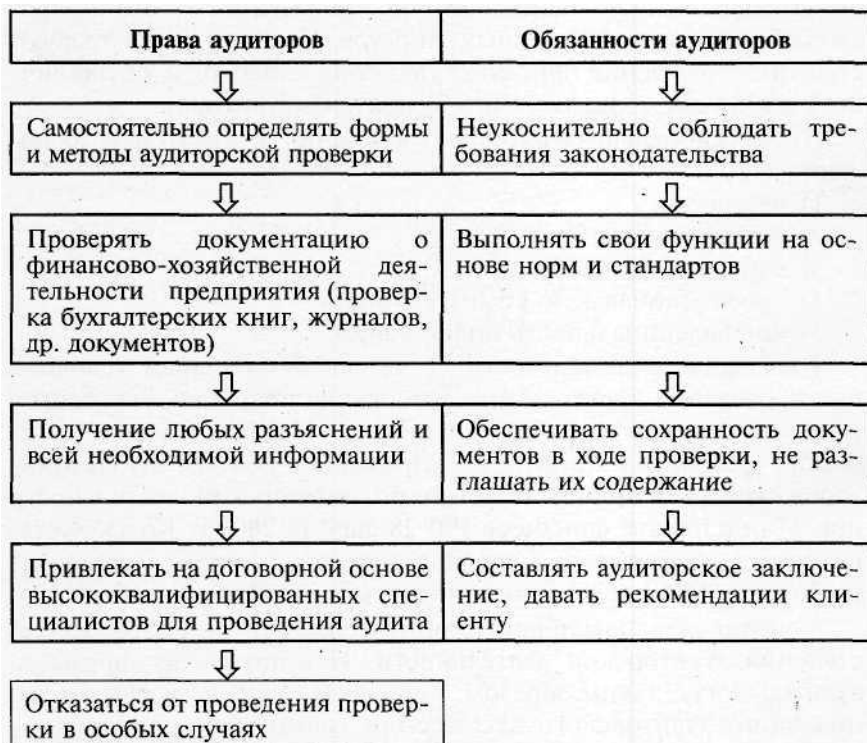 Права аудиторов
Обязанности аудиторов
Самостоятельно определять формы
и методы аудиторской проверки
Неукоснительно соблюдать тре-
бования законодательства
Проверять документацию о
финансово-хозяйственной дея-
тельности предприятия (провер-
ка бухгалтерских книг, журналов,
др. документов)
Выполнять свои функции на ос-
нове норм и стандартов
Получение любых разъяснений и
всей необходимой информации
Обеспечивать сохранность доку-
ментов в ходе проверки, не раз-
глашать их содержание
Привлекать на договорной основе
высококвалифицированных спе-
циалистов для проведения аудита
Составлять аудиторское заключе-
ние, давать рекомендации кли-
енту
Отказаться от проведения провер-
ки в особых случаях